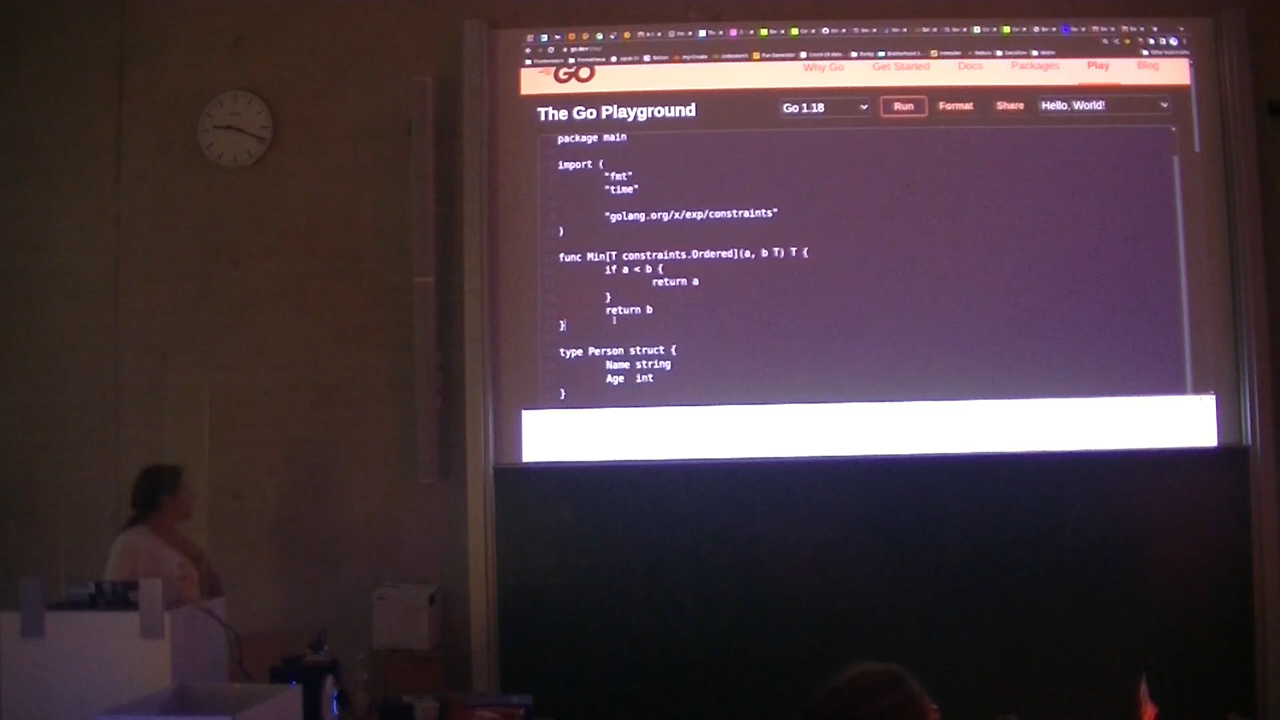 GO
Why Go Get Started Docs Packages Play Blog
The Go Playground
Go 1.18 Run Format Share Hello, World!
package main
import (
"fmt"
"time"
"golang.org/x/exp/constraints"
)
func Min[T constraints.Ordered](a, b T) T {
if a < b {
return a
}
return b
}
type Person struct {
Name string
Age int
}